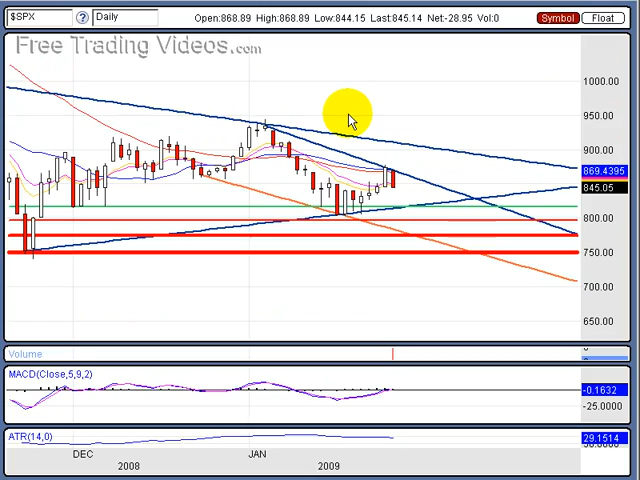 $SPX ? Daily Open:868.89 High:868.89 Low:844.15 Last:845.14 Net:-28.95 Vol:0 Symbol Float
Free Trading Videos.com
1000.00
950.00
900.00
869.4395
845.05
800.00
750.00
700.00
650.00
Volume
MACD(Close,5,9,2)
-0.1632
-25.0000
ATR(14,0)
29.1514
DEC JAN
2008 2009